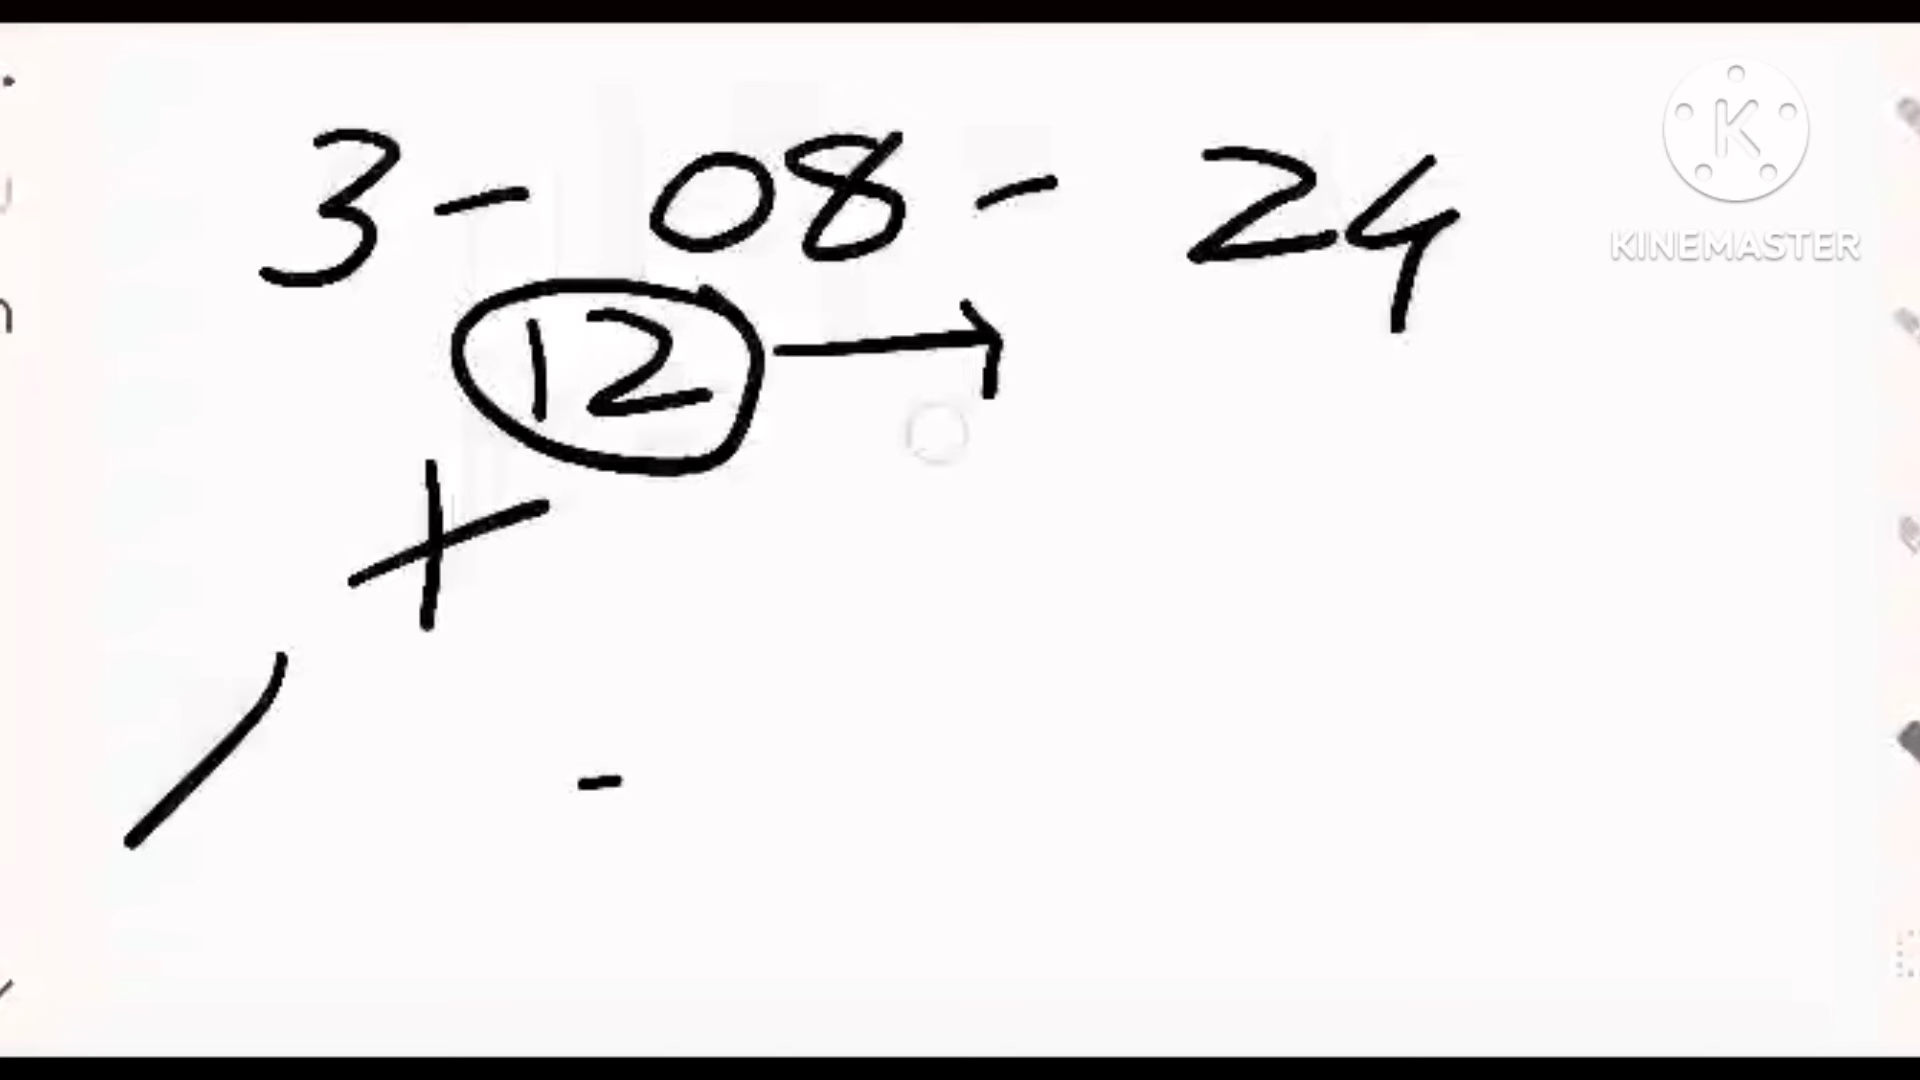 3 - 08 - 24
12 →
+
/ -
K
KINEMASTER